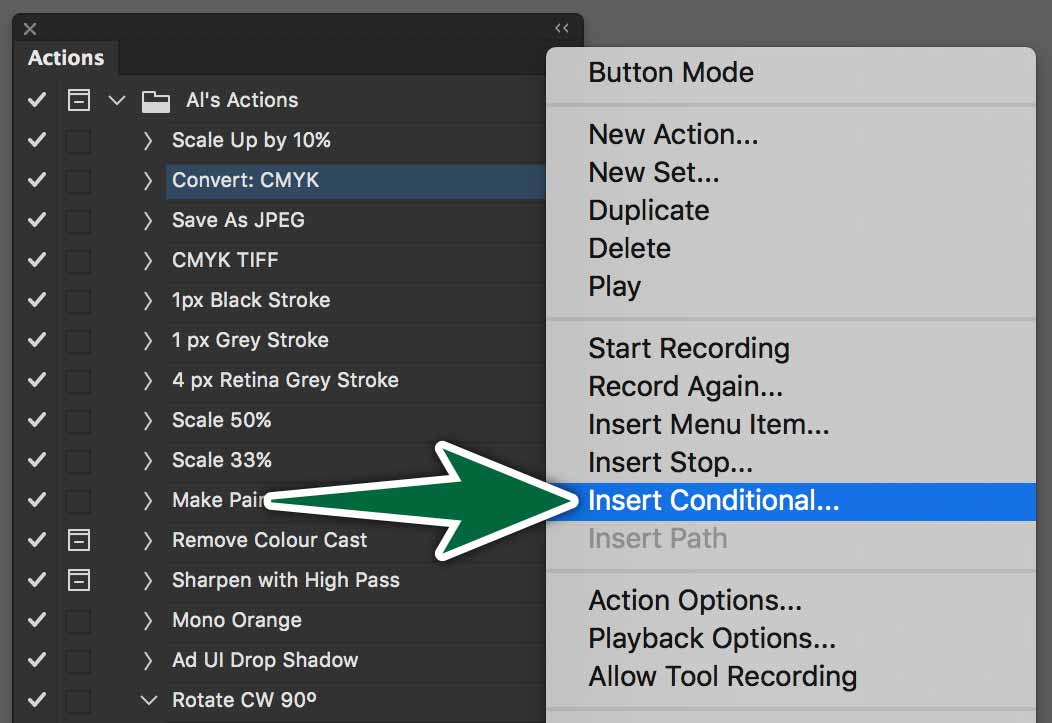 Actions
Al's Actions
Scale Up by 10%
Convert: CMYK
Save As JPEG
CMYK TIFF
1px Black Stroke
1 px Grey Stroke
4 px Retina Grey Stroke
Scale 50%
Scale 33%
Make Pain
Remove Colour Cast
Sharpen with High Pass
Mono Orange
Ad UI Drop Shadow
Rotate CW 90º
Button Mode
New Action...
New Set...
Duplicate
Delete
Play
Start Recording
Record Again...
Insert Menu Item...
Insert Stop...
Insert Conditional...
Insert Path
Action Options...
Playback Options...
Allow Tool Recording